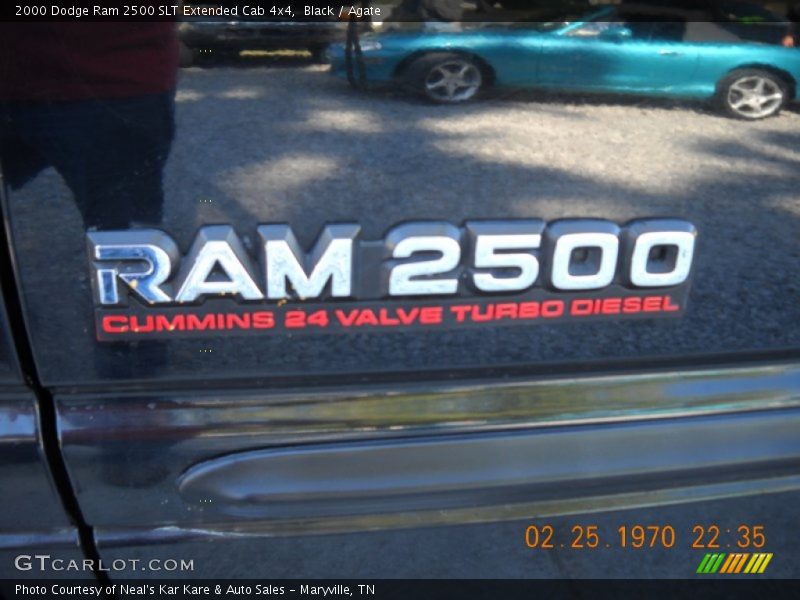 2000 Dodge Ram 2500 SLT Extended Cab 4x4, Black / Agate
RAM 2500
CUMMINS 24 VALVE TURBO DIESEL
02.25.1970 22:35
GTCARLOT.COM
Photo Courtesy of Neal's Kar Kare & Auto Sales - Maryville, TN